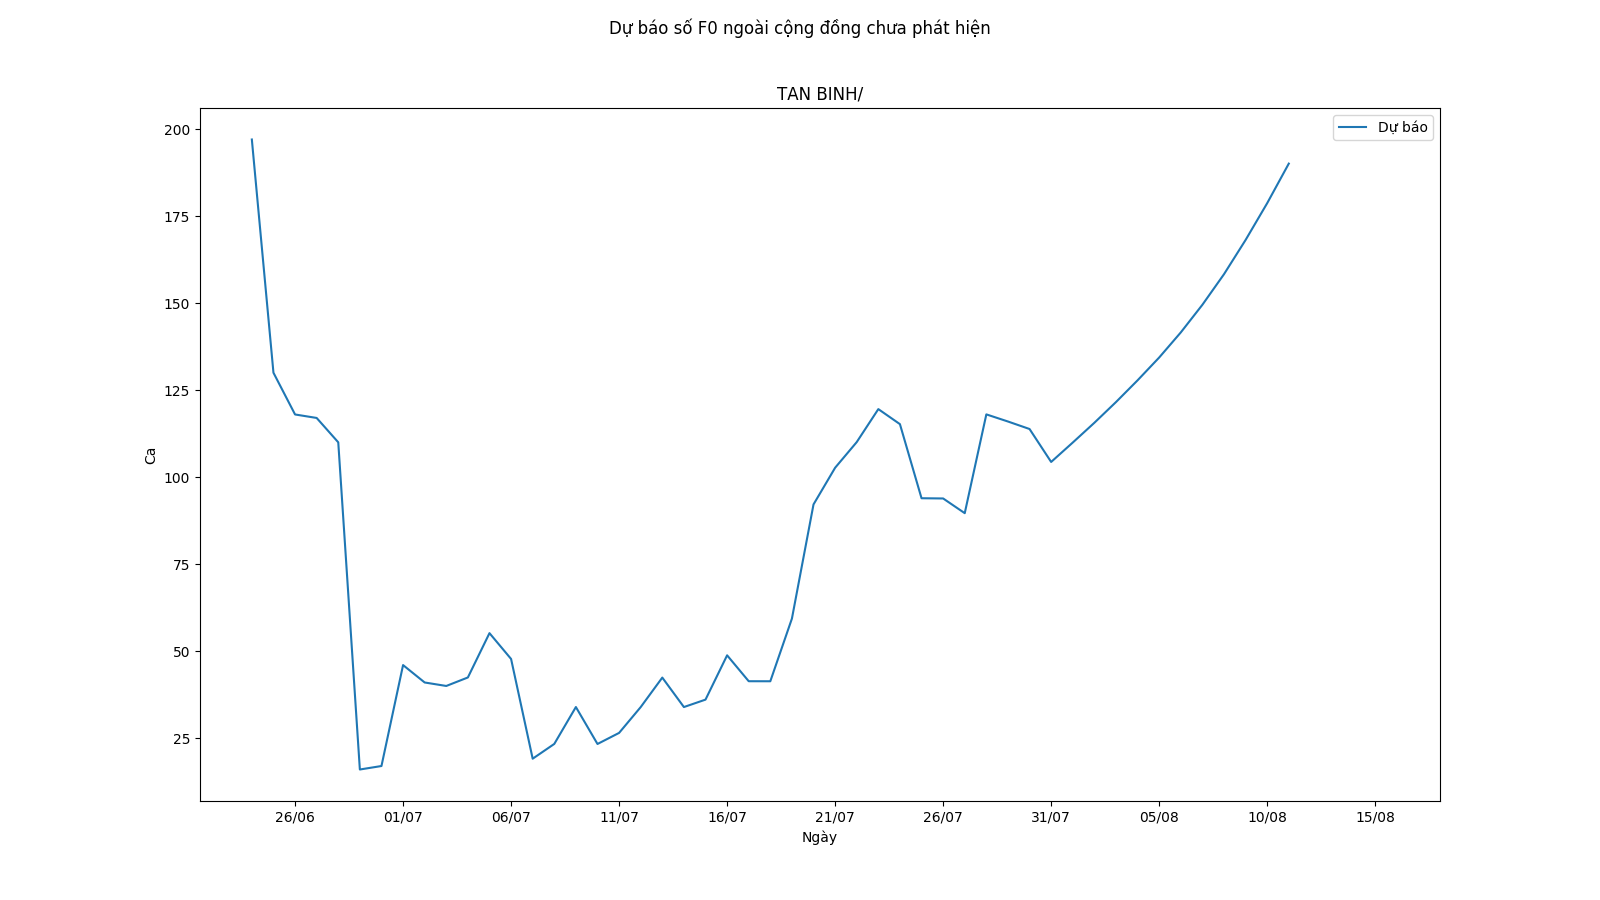 Dự báo số F0 ngoài cộng đồng chưa phát hiện
TAN BINH/
Dự báo
200
175
150
125
100
75
50
25
Ca
26/06 01/07 06/07 11/07 16/07 21/07 26/07 31/07 05/08 10/08 15/08
Ngày